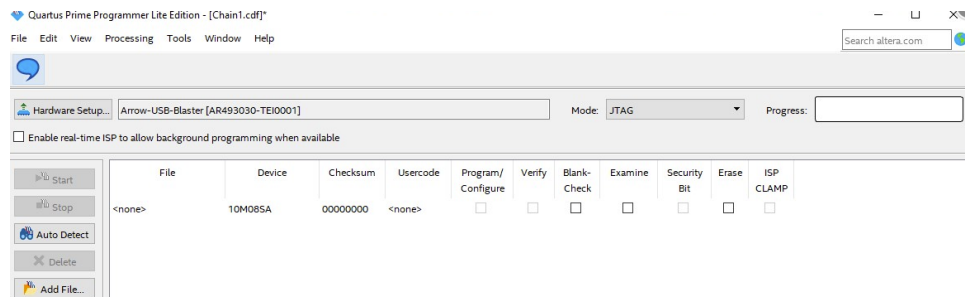 Quartus Prime Programmer Lite Edition - [Chain1.cdf]*
File Edit View Processing Tools Window Help
Search altera.com
Hardware Setup... Arrow-USB-Blaster [AR493030-TEI0001] Mode: JTAG Progress:
Enable real-time ISP to allow background programming when available
Start
Stop
Auto Detect
Delete
Add File...
File Device Checksum Usercode Program/ Verify Blank- Examine Security Erase ISP
Configure Check Bit CLAMP
<none> 10M08SA 00000000 <none>